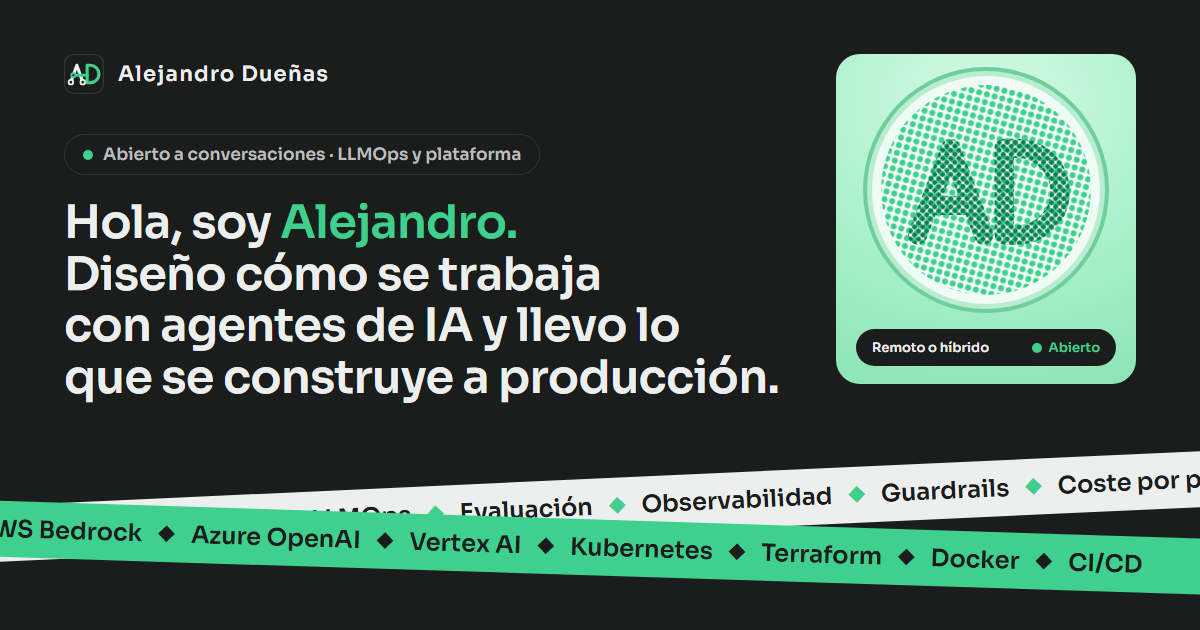 AD
Alejandro Dueñas
Abierto a conversaciones · LLMOps y plataforma
Hola, soy Alejandro.
Diseño cómo se trabaja
con agentes de IA y llevo lo
que se construye a producción.
AD
Remoto o híbrido
Abierto
LLMOps ◆ Evaluación ◆ Observabilidad ◆ Guardrails ◆ Coste por p
WS Bedrock ◆ Azure OpenAI ◆ Vertex AI ◆ Kubernetes ◆ Terraform ◆ Docker ◆ CI/CD